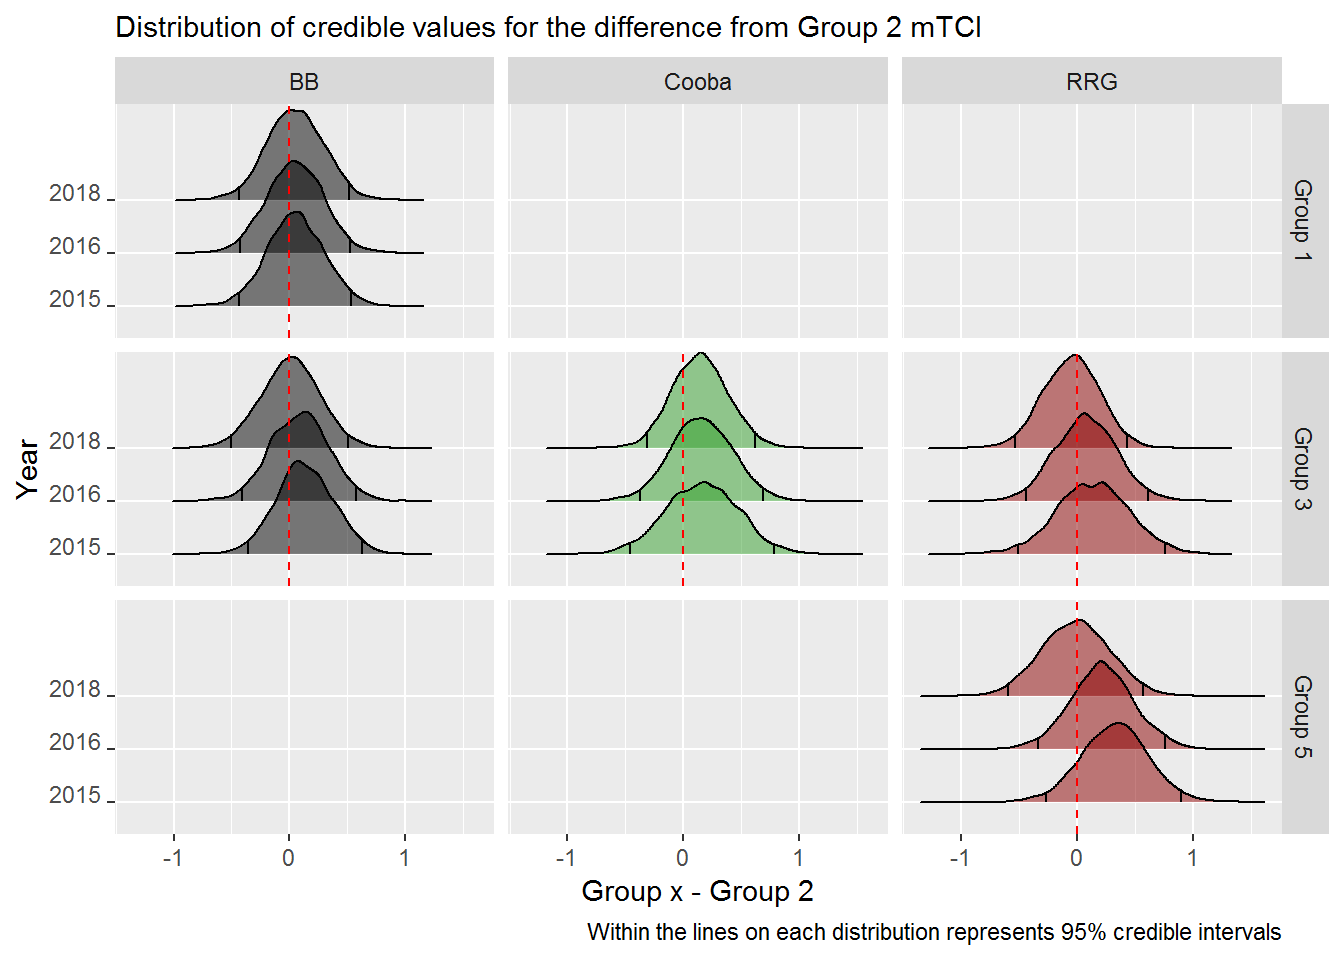 Distribution of credible values for the difference from Group 2 mTCI
BB
Cooba
RRG
2018
2016
2015
Group 1
Year
2018
2016
2015
Group 3
2018
2016
2015
Group 5
-1 0 1
-1 0 1
-1 0 1
Group x - Group 2
Within the lines on each distribution represents 95% credible intervals